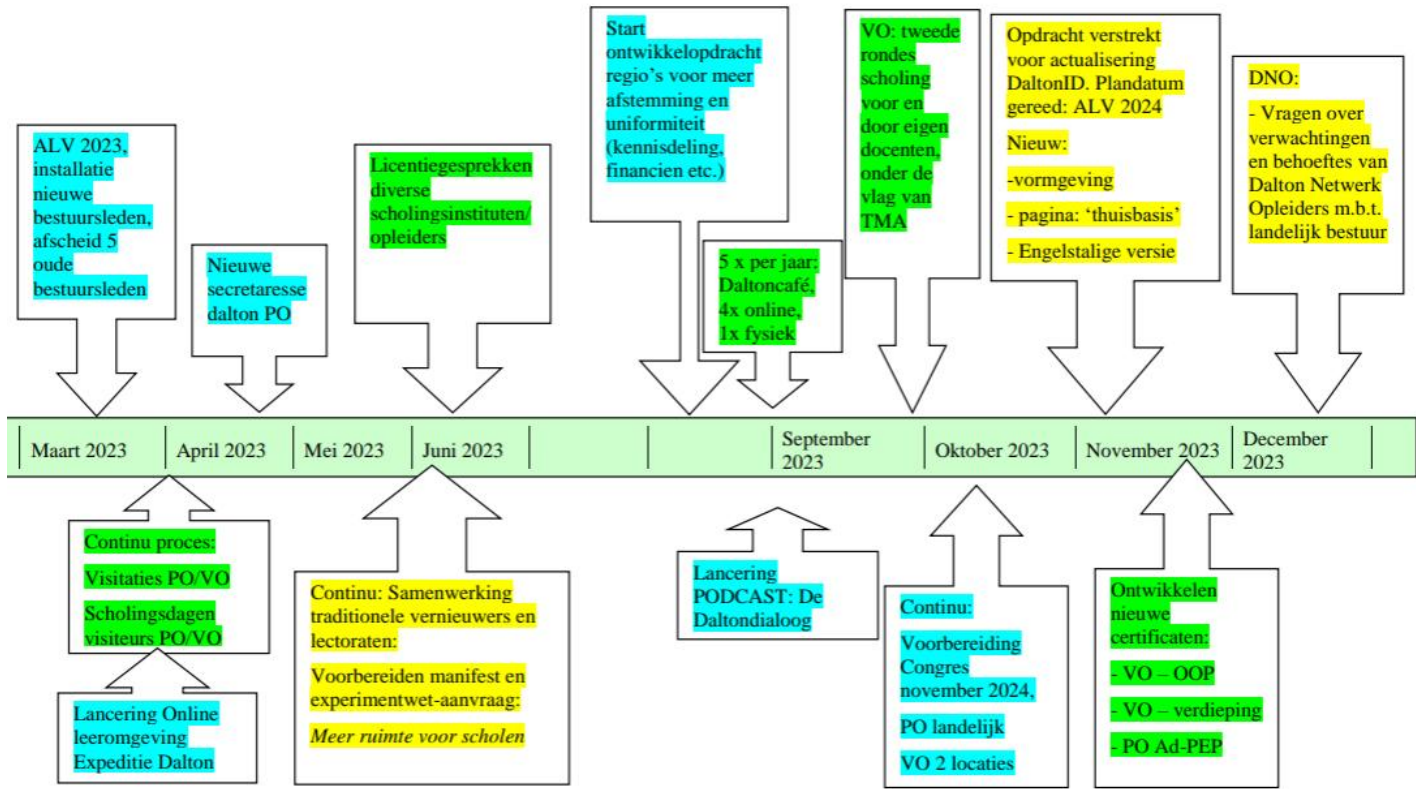 ALV 2023,
installatie
nieuwe
bestuursleden,
afscheid 5
oude
bestuursleden
Nieuwe
secretaresse
dalton PO
Licentiegesprekken
diverse
scholingsinstituten/
opleiders
Start
ontwikkelopdracht
regio’s voor meer
afstemming en
uniformiteit
(kennisdeling,
financien etc.)
5 x per jaar;
Daltoncafé,
4x online,
1x fysiek
VO: tweede
rondes
scholing
voor en
door eigen
docenten,
onder de
vlag van
TMA
Opdracht verstrekt
voor actualisering
DaltonID. Plandatum
gereed: ALV 2024
Nieuw:
-vormgeving
- pagina: ‘thuisbasis’
- Engelstalige versie
DNO:
- Vragen over
verwachtingen
en behoeftes van
Dalton Netwerk
Opleiders m.b.t.
landelijk bestuur
Maart 2023
April 2023
Mei 2023
Juni 2023
September
2023
Oktober 2023
November 2023
December
2023
Continu proces:
Visitaties PO/VO
Scholingsdagen
visiteurs PO/VO
Lancering Online
leeromgeving
Expeditie Dalton
Continu: Samenwerking
traditionele vernieuwers en
lectoraten:
Voorbereiden manifest en
experimentwet-aanvraag:
Meer ruimte voor scholen
Lancering
PODCAST: De
Daltondialoog
Continu:
Voorbereiding
Congres
november 2024,
PO landelijk
VO 2 locaties
Ontwikkelen
nieuwe
certificaten:
- VO – OOP
- VO – verdieping
- PO Ad-PEP